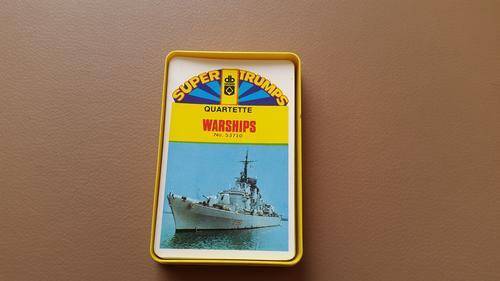 SUPER TRUMPS
QUARTETTE
WARSHIPS
No. 53710